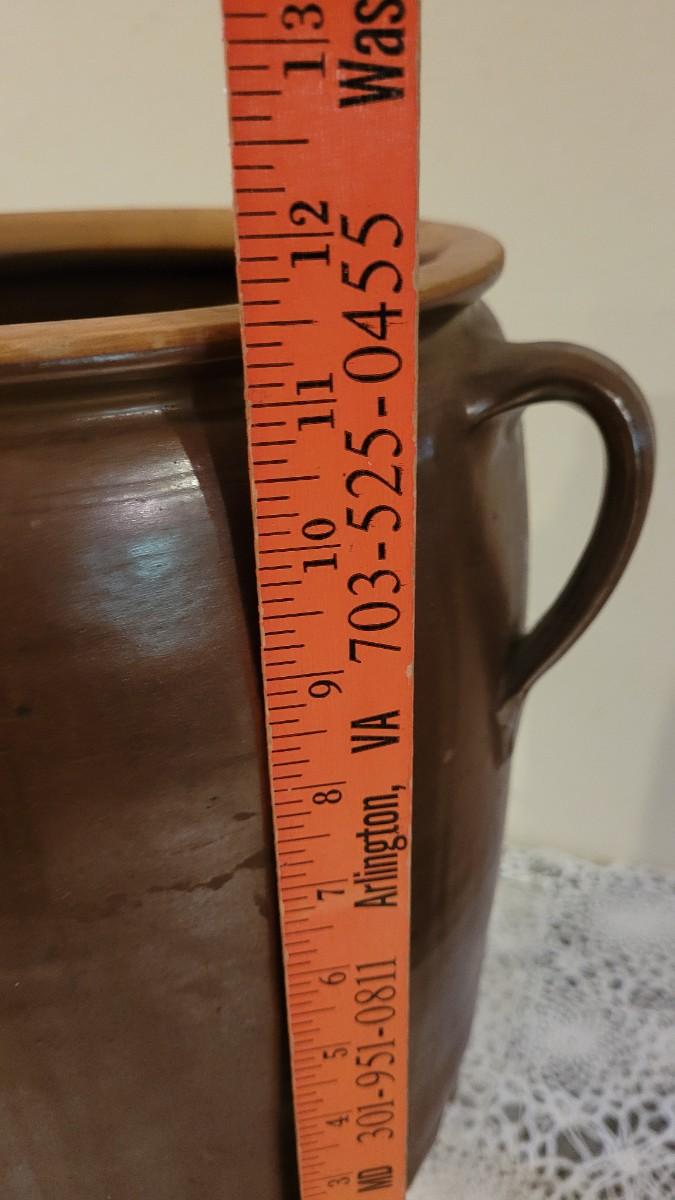 3 4 5 6 7 8 9 10 11 12 13
MD 301-951-0811 Arlington, VA 703-525-0455 Was